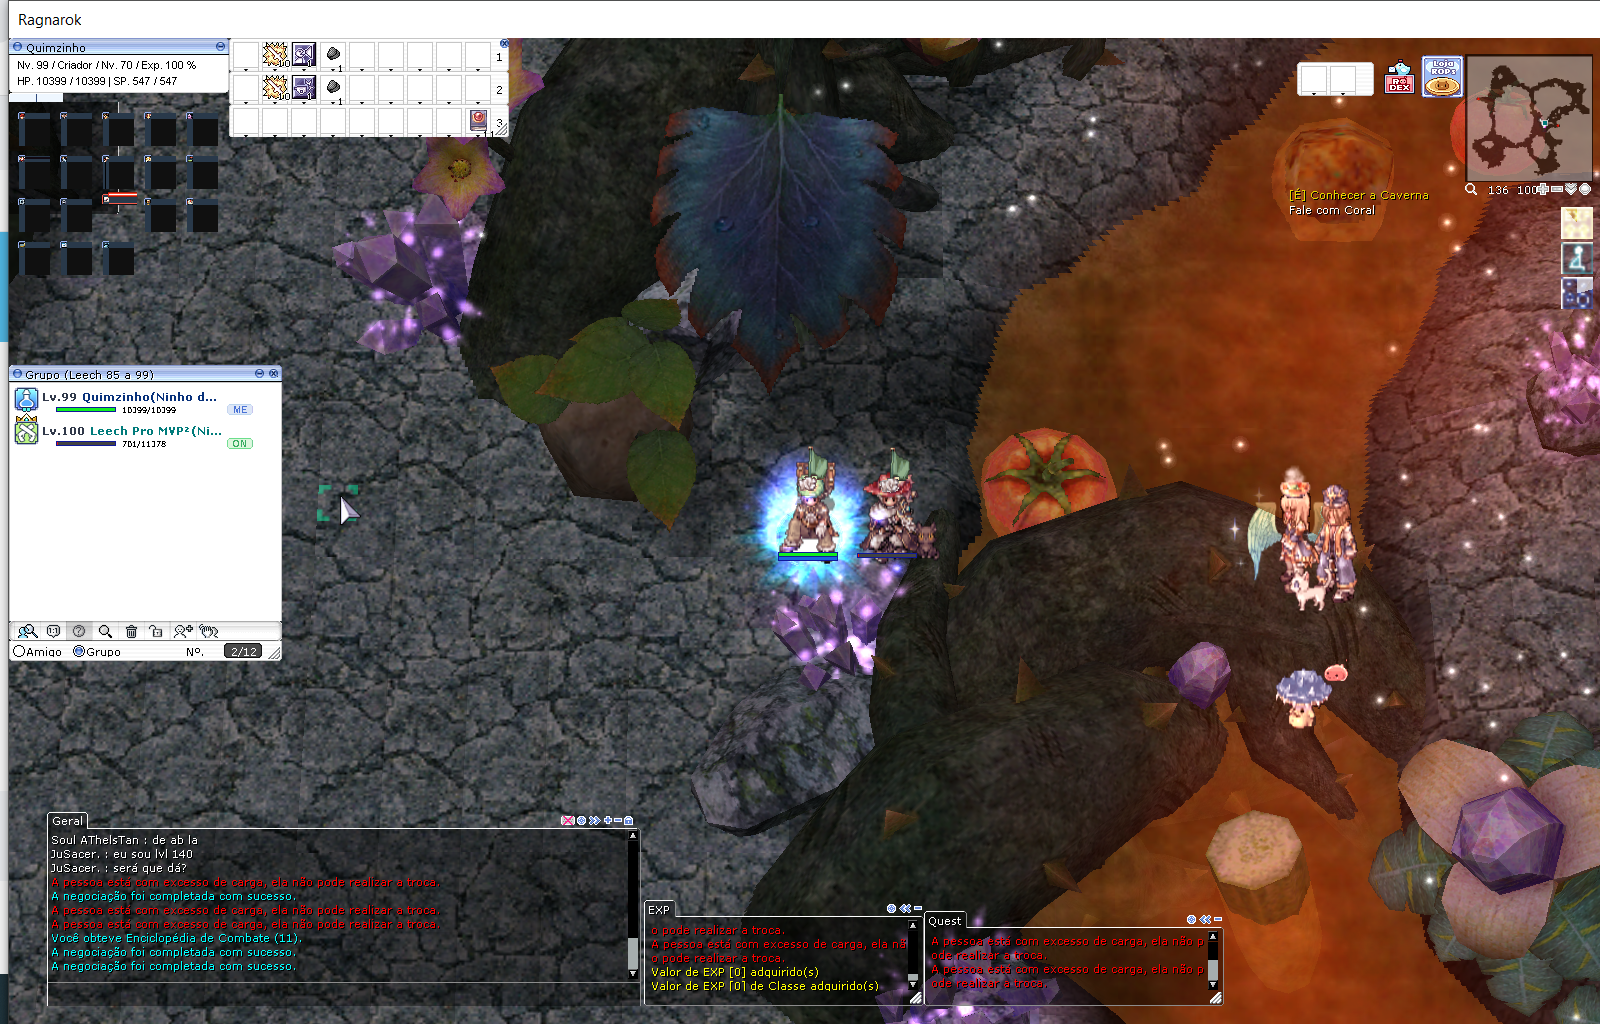 Ragnarok
Quimzinho
Nv. 99 / Criador / Nv. 70 / Exp. 100 %
HP. 10399 / 10399 | SP. 547 / 547
1
2
3
RODEX
Loja ROPs
136 100
[É] Conhecer a Caverna
Fale com Coral
Grupo (Leech 85 a 99)
Lv.99 Quimzinho(Ninho d...
10399/10399
ME
Lv.100 Leech Pro MVP²(Ni...
701/11378
ON
Amigo
Grupo
Nº.
2/12
Geral
Soul ATheIsTan : de ab la
JuSacer. : eu sou lvl 140
JuSacer. : será que dá?
A pessoa está com excesso de carga, ela não pode realizar a troca.
A negociação foi completada com sucesso.
A pessoa está com excesso de carga, ela não pode realizar a troca.
A pessoa está com excesso de carga, ela não pode realizar a troca.
Você obteve Enciclopédia de Combate (11).
A negociação foi completada com sucesso.
A negociação foi completada com sucesso.
EXP
o pode realizar a troca.
A pessoa está com excesso de carga, ela nã
o pode realizar a troca.
Valor de EXP [0] adquirido(s)
Valor de EXP [0] de Classe adquirido(s)
Quest
A pessoa está com excesso de carga, ela não p
ode realizar a troca.
A pessoa está com excesso de carga, ela não p
ode realizar a troca.